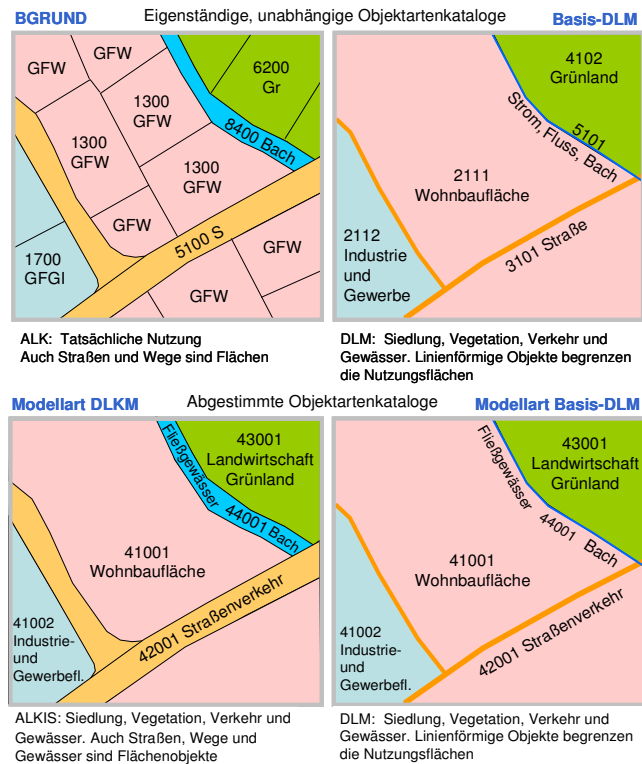 BGRUND
Eigenständige, unabhängige Objektartenkataloge
Basis-DLM
GFW
GFW
1300
GFW
1300
GFW
1300
GFW
GFW
6200
Gr
8400 Bach
5100 S
1700
GFGI
GFW
GFW
4102
Grünland
5101
Strom, Fluss, Bach
2111
Wohnbaufläche
2112
Industrie
und
Gewerbe
3101 Straße
ALK: Tatsächliche Nutzung
Auch Straßen und Wege sind Flächen
DLM: Siedlung, Vegetation, Verkehr und
Gewässer. Linienförmige Objekte begrenzen
die Nutzungsflächen
Modellart DLKM
Abgestimmte Objektartenkataloge
Modellart Basis-DLM
43001
Landwirtschaft
Grünland
Fließgewässer
44001 Bach
41001
Wohnbaufläche
41002
Industrie-
und
Gewerbefl.
42001 Straßenverkehr
43001
Landwirtschaft
Grünland
Fließgewässer
44001 Bach
41001
Wohnbaufläche
41002
Industrie-
und
Gewerbefl.
42001 Straßenverkehr
ALKIS: Siedlung, Vegetation, Verkehr und
Gewässer. Auch Straßen, Wege und
Gewässer sind Flächenobjekte
DLM: Siedlung, Vegetation, Verkehr und
Gewässer. Linienförmige Objekte begrenzen
die Nutzungsflächen